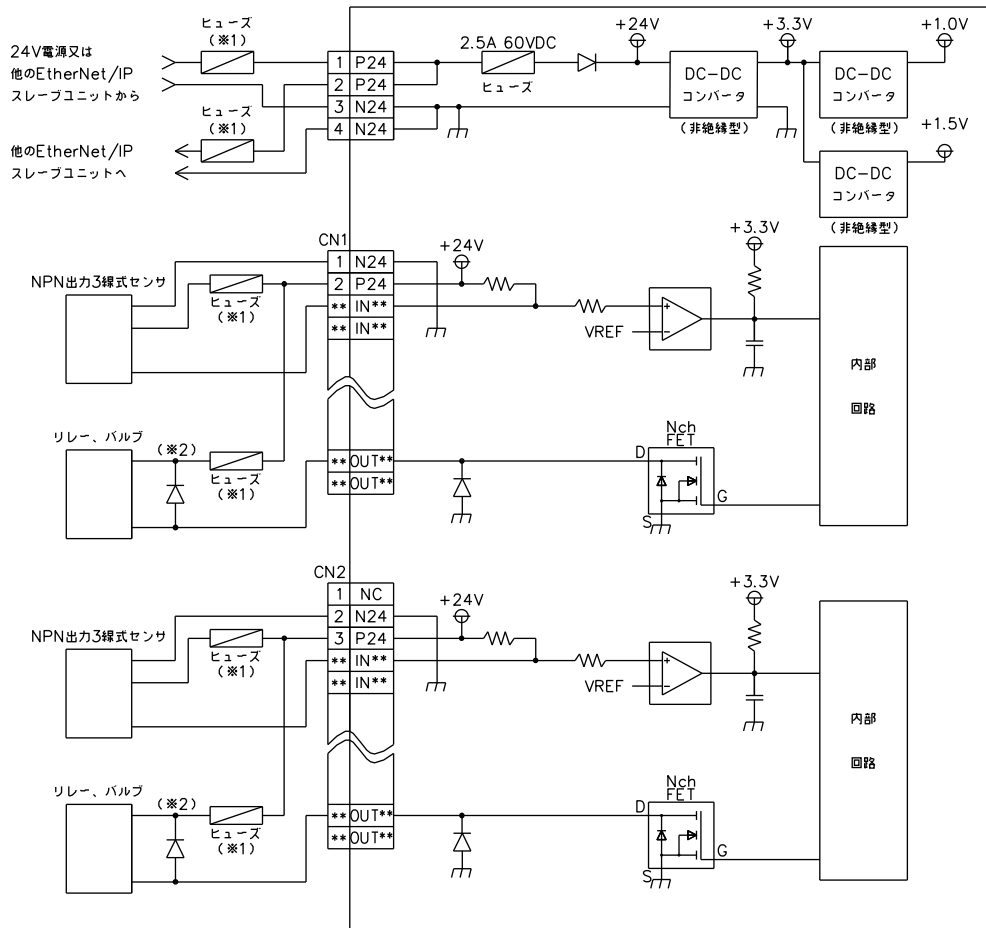 ヒューズ
(※1)
24V電源又は
他のEtherNet/IP
スレーブユニットから
1 P24
2 P24
3 N24
4 N24
ヒューズ
(※1)
他のEtherNet/IP
スレーブユニットへ
2.5A 60VDC
ヒューズ
+24V
DC-DC
コンバータ
(非絶縁型)
+3.3V
DC-DC
コンバータ
(非絶縁型)
+1.0V
DC-DC
コンバータ
(非絶縁型)
+1.5V
CN1
1 N24
2 P24
** IN**
** IN**
** OUT**
** OUT**
NPN出力3線式センサ
ヒューズ
(※1)
リレー、バルブ
(※2)
ヒューズ
(※1)
+24V
VREF
+
-
+3.3V
Nch
FET
D
G
S
内部
回路
CN2
1 NC
2 N24
3 P24
** IN**
** IN**
** OUT**
** OUT**
NPN出力3線式センサ
ヒューズ
(※1)
リレー、バルブ
(※2)
ヒューズ
(※1)
+24V
VREF
+
-
+3.3V
Nch
FET
D
G
S
内部
回路